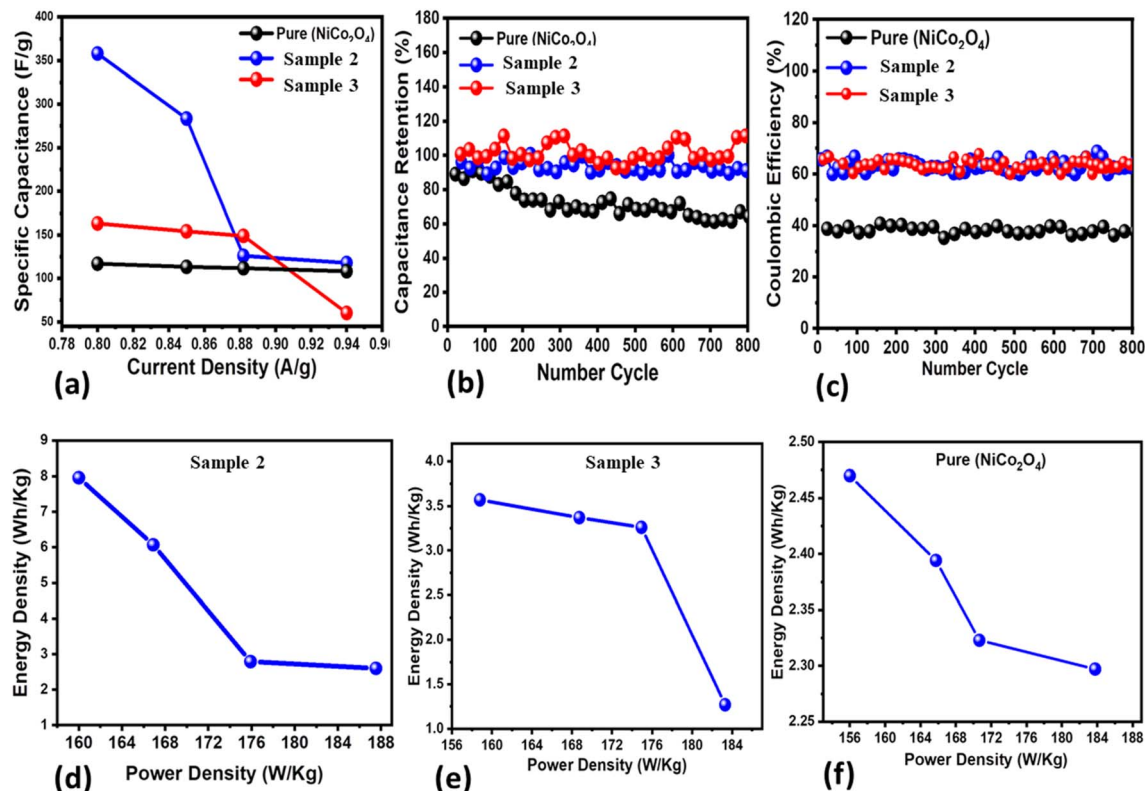 Specific Capacitance (F/g)
400
350
300
250
200
150
100
50
0.78 0.80 0.82 0.84 0.86 0.88 0.90 0.92 0.94
Current Density (A/g)
Pure (NiCo₂O₄)
Sample 2
Sample 3
(a)
Capacitance Retention (%)
180
160
140
120
100
80
60
40
20
0
0 100 200 300 400 500 600 700 800
Number Cycle
Pure (NiCo₂O₄)
Sample 2
Sample 3
(b)
Coulombic Efficiency (%)
120
100
80
60
40
20
0
0 100 200 300 400 500 600 700 800
Number Cycle
Pure (NiCo₂O₄)
Sample 2
Sample 3
(c)
Energy Density (Wh/Kg)
9
8
7
6
5
4
3
2
1
160 164 168 172 176 180 184 188
Power Density (W/Kg)
Sample 2
(d)
Energy Density (Wh/Kg)
4.0
3.5
3.0
2.5
2.0
1.5
1.0
156 160 164 168 172 176 180 184
Power Density (W/Kg)
Sample 3
(e)
Energy Density (Wh/Kg)
2.50
2.45
2.40
2.35
2.30
2.25
156 160 164 168 172 176 180 184 188
Power Density (W/Kg)
Pure (NiCo₂O₄)
(f)